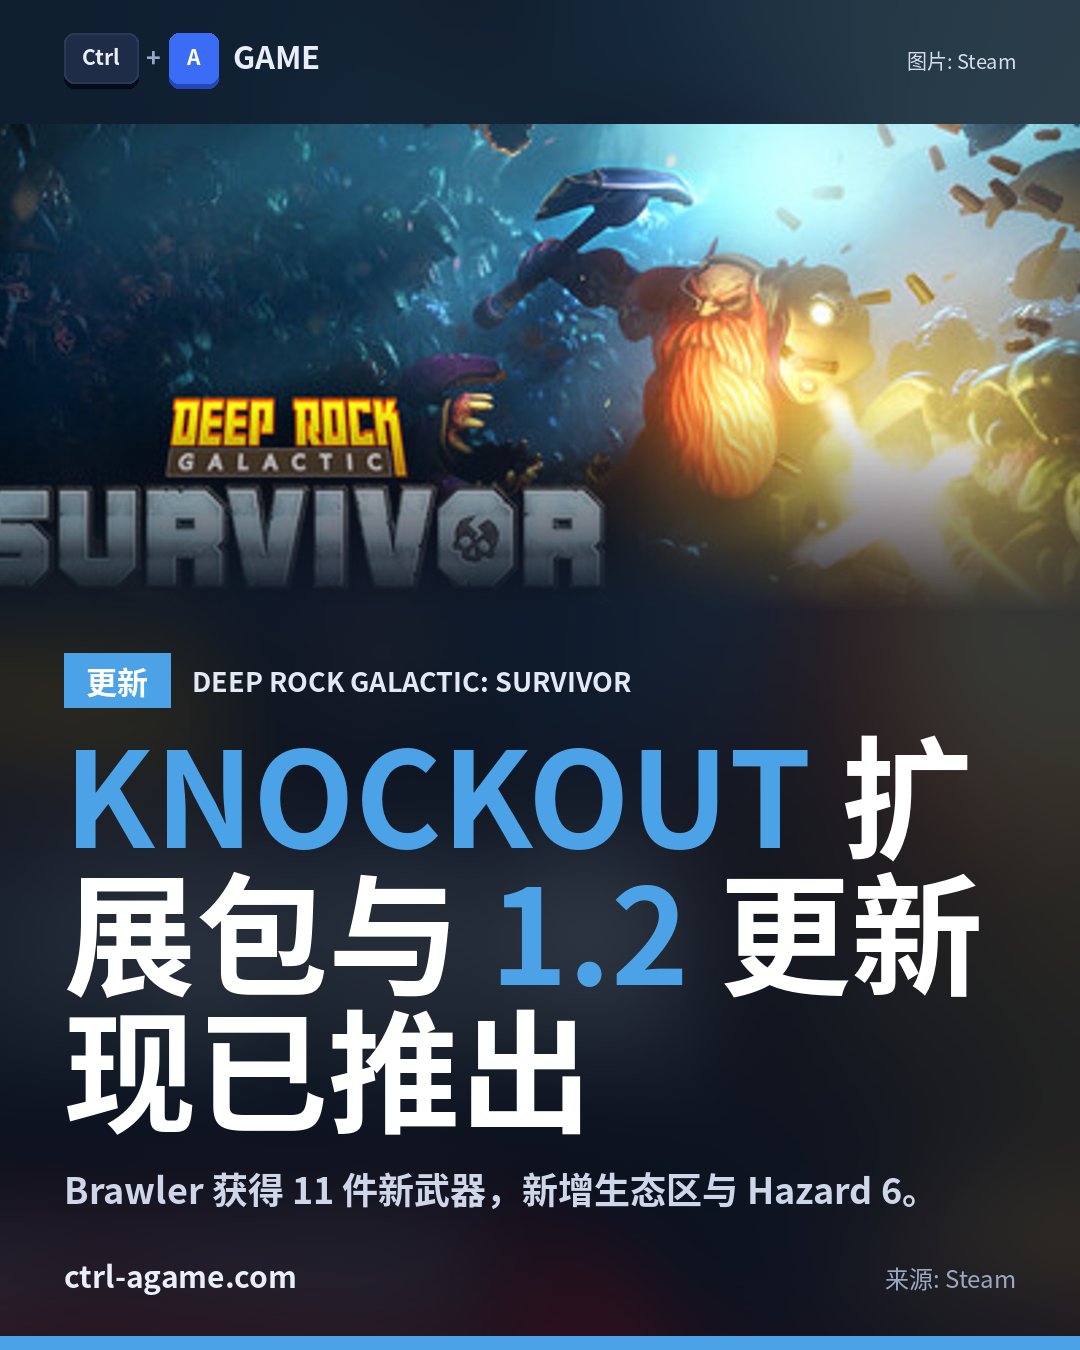 Ctrl + A GAME
图片: Steam
DEEP ROCK
GALACTIC
SURVIVOR
更新 DEEP ROCK GALACTIC: SURVIVOR
KNOCKOUT 扩
展包与 1.2 更新
现已推出
Brawler 获得 11 件新武器，新增生态区与 Hazard 6。
ctrl-agame.com
来源: Steam